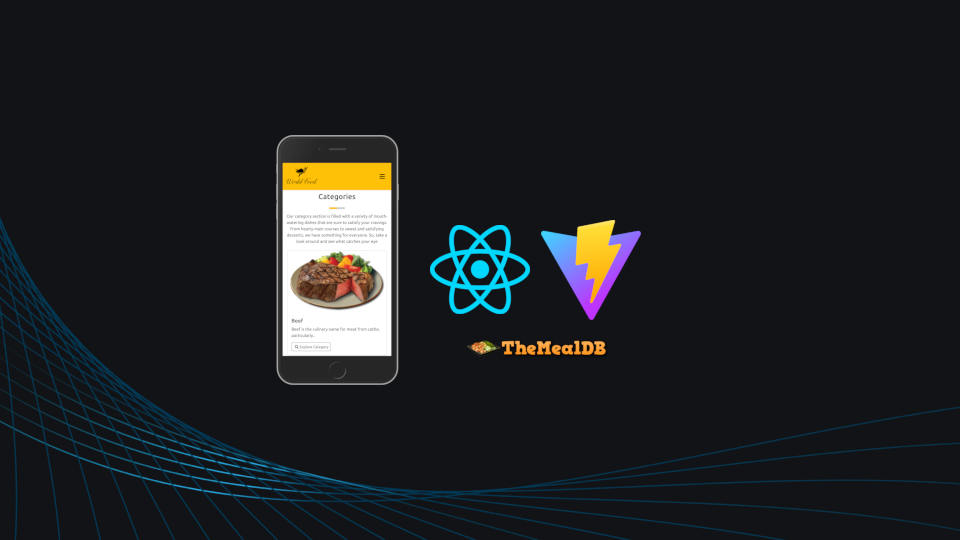 World Food
Categories
Our category section is filled with a variety of mouth-
watering dishes that are sure to satisfy your cravings.
From hearty main courses to sweet and satisfying
desserts, we have something for everyone. So, take a
look around and see what catches your eye
Beef
Beef is the culinary name for meat from cattle,
particularly..
Explore Category
TheMealDB